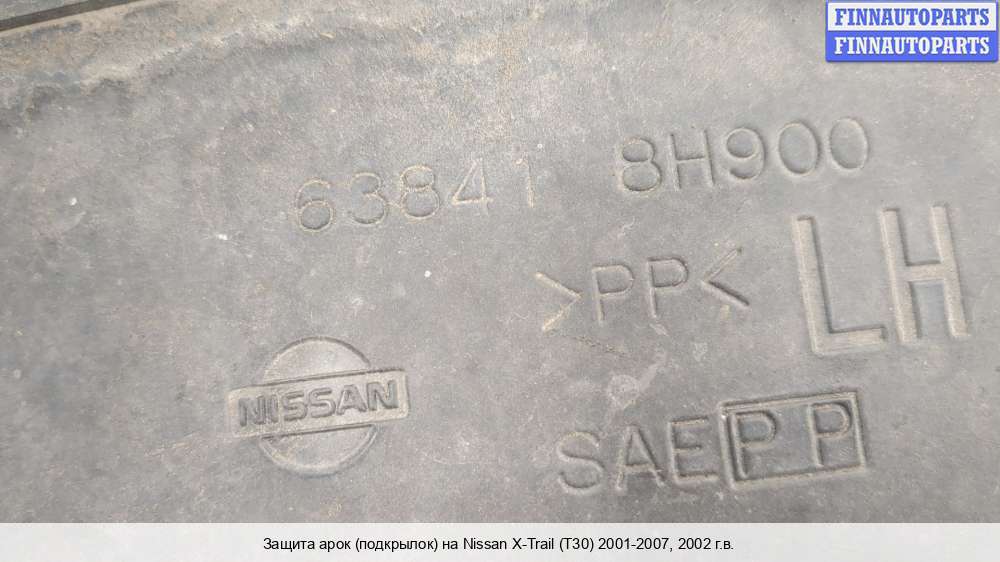 FINNAUTOPARTS
FINNAUTOPARTS
63841 8H900
>PP<
LH
NISSAN
SAE PP
Защита арок (подкрылок) на Nissan X-Trail (T30) 2001-2007, 2002 г.в.